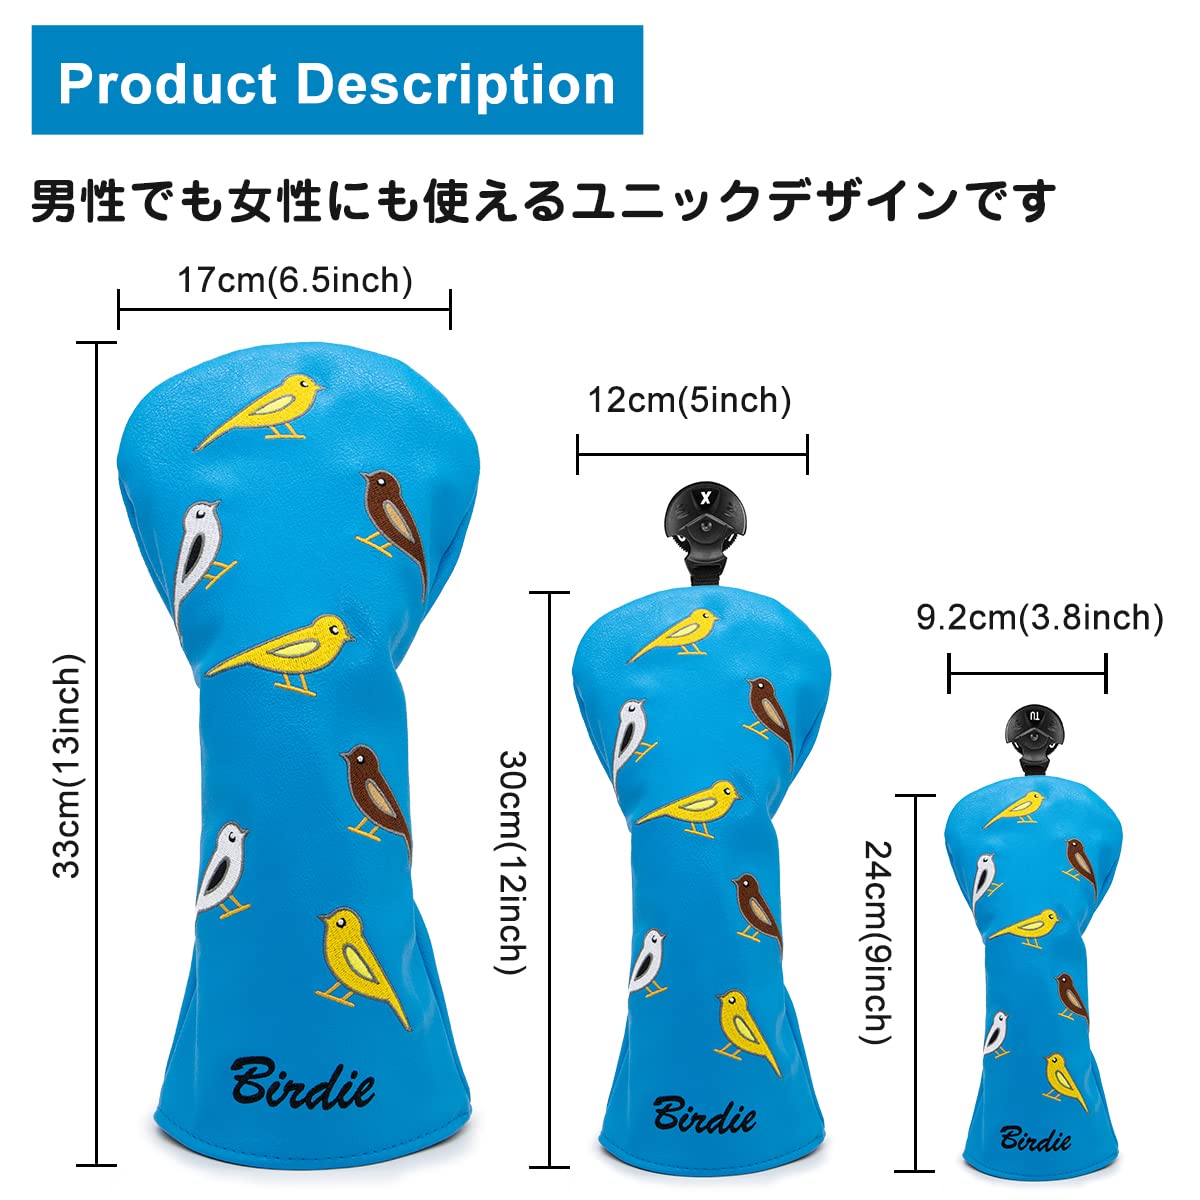 Product Description
男性でも女性にも使えるユニックデザインです
17cm(6.5inch)
12cm(5inch)
9.2cm(3.8inch)
33cm(13inch)
30cm(12inch)
24cm(9inch)
X
TU
Birdie
Birdie
Birdie